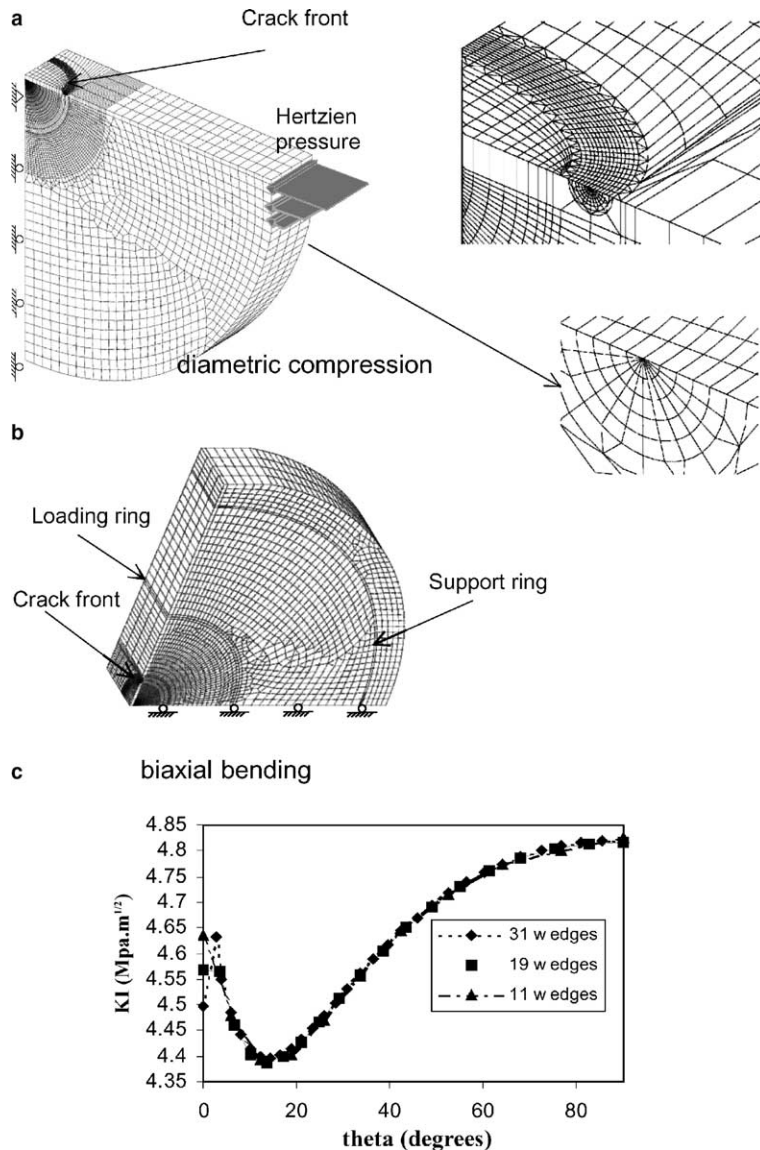 a
Crack front
Hertzien
pressure
diametric compression
b
Loading ring
Crack front
Support ring
c
biaxial bending
KI (Mpa.m^1/2)
4.85
4.8
4.75
4.7
4.65
4.6
4.55
4.5
4.45
4.4
4.35
31 w edges
19 w edges
11 w edges
0 20 40 60 80
theta (degrees)